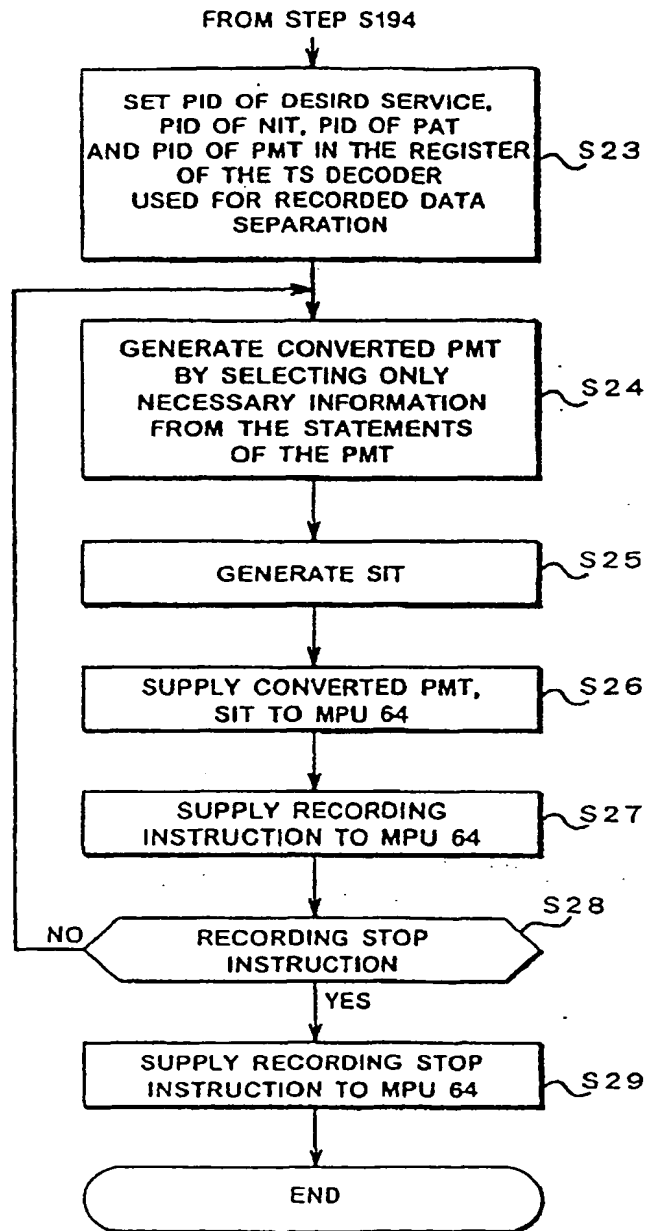 FROM STEP S194
SET PID OF DESIRD SERVICE,
PID OF NIT, PID OF PAT
AND PID OF PMT IN THE REGISTER
OF THE TS DECODER
USED FOR RECORDED DATA
SEPARATION
S23
GENERATE CONVERTED PMT
BY SELECTING ONLY
NECESSARY INFORMATION
FROM THE STATEMENTS
OF THE PMT
S24
GENERATE SIT
S25
SUPPLY CONVERTED PMT,
SIT TO MPU 64
S26
SUPPLY RECORDING
INSTRUCTION TO MPU 64
S27
NO
RECORDING STOP
INSTRUCTION
S28
YES
SUPPLY RECORDING STOP
INSTRUCTION TO MPU 64
S29
END